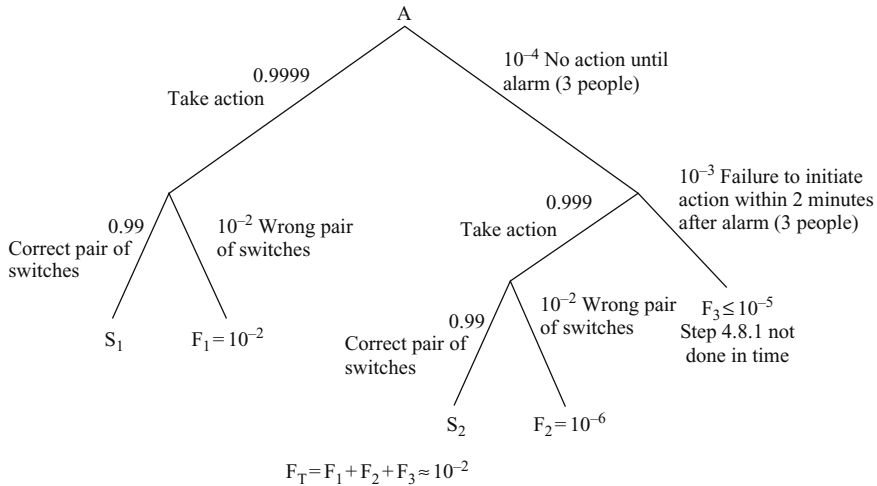 A
0.9999
Take action
10⁻⁴ No action until
alarm (3 people)
0.99
Correct pair of
switches
10⁻² Wrong pair
of switches
0.999
Take action
10⁻³ Failure to initiate
action within 2 minutes
after alarm (3 people)
S₁
F₁ = 10⁻²
0.99
Correct pair of
switches
10⁻² Wrong pair
of switches
F₃ ≤ 10⁻⁵
Step 4.8.1 not
done in time
S₂
F₂ = 10⁻⁶
F_T = F₁ + F₂ + F₃ ≈ 10⁻²